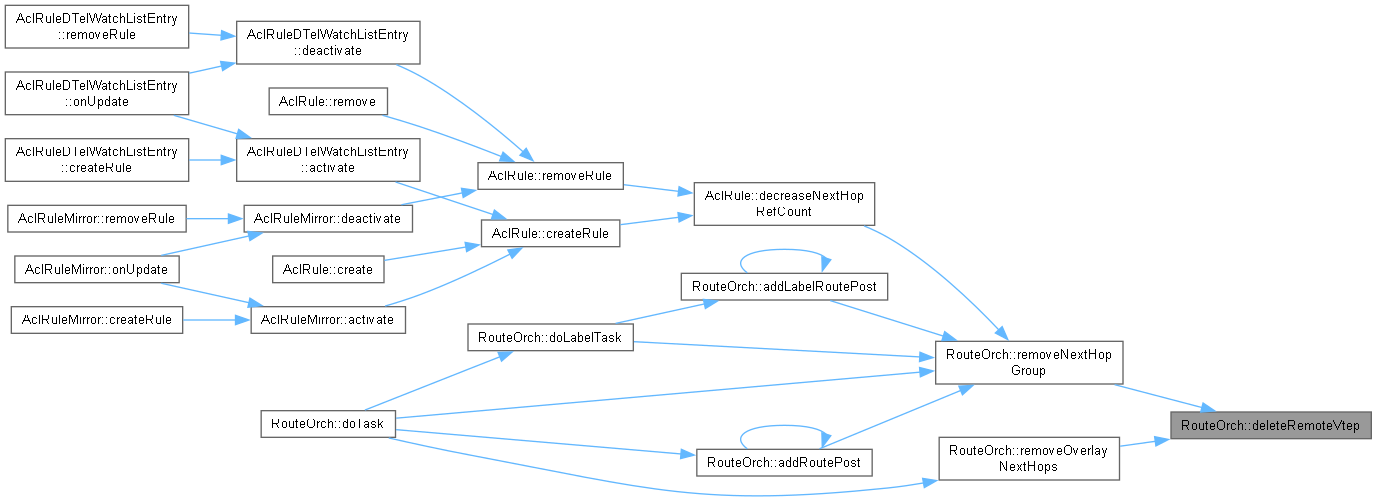 AclRuleDTelWatchListEntry
::removeRule
AclRuleDTelWatchListEntry
::deactivate
AclRuleDTelWatchListEntry
::onUpdate
AclRule::remove
AclRuleDTelWatchListEntry
::createRule
AclRuleDTelWatchListEntry
::activate
AclRule::removeRule
AclRule::decreaseNextHop
RefCount
AclRuleMirror::removeRule
AclRuleMirror::deactivate
AclRule::createRule
AclRuleMirror::onUpdate
AclRule::create
RouteOrch::addLabelRoutePost
AclRuleMirror::createRule
AclRuleMirror::activate
RouteOrch::doLabelTask
RouteOrch::removeNextHop
Group
RouteOrch::doTask
RouteOrch::deleteRemoteVtep
RouteOrch::addRoutePost
RouteOrch::removeOverlay
NextHops